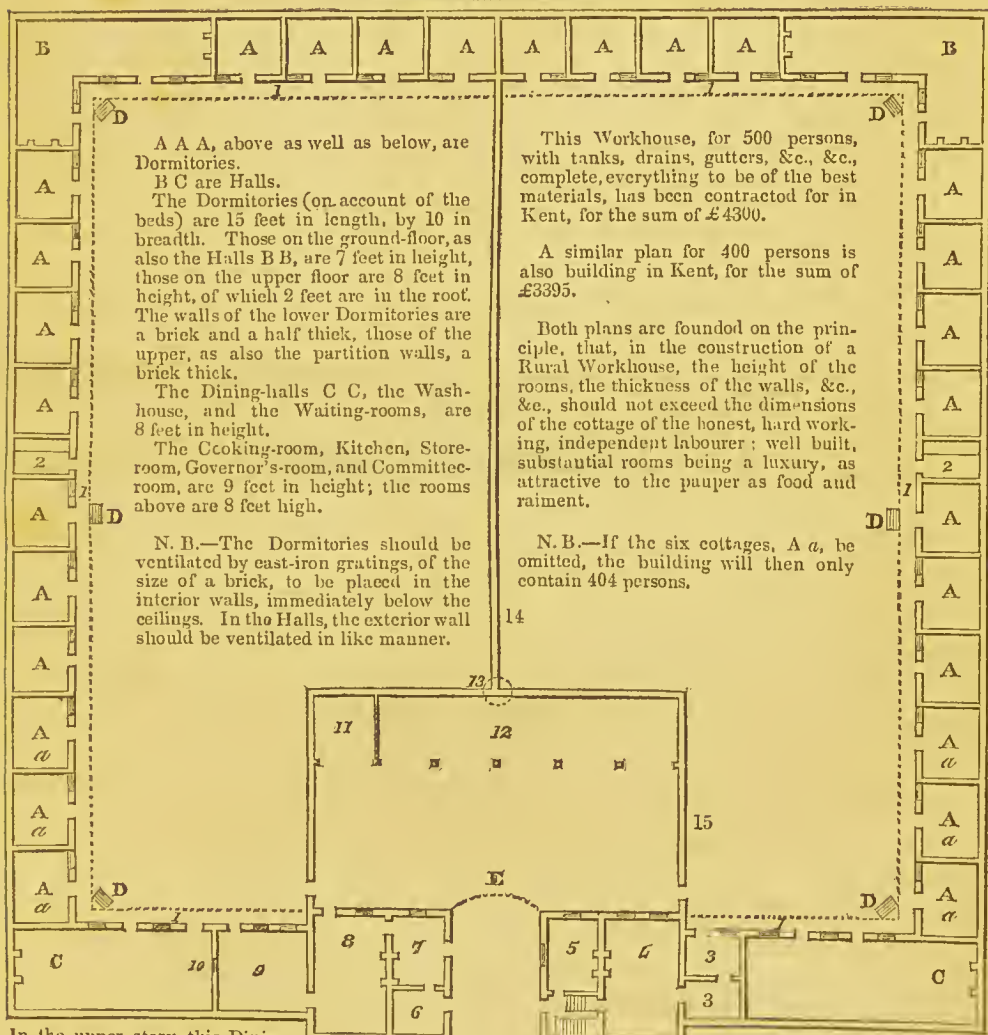 B A A A A A A A A B
1 1
D D
A A A, above as well as below, are
Dormitories.
B C are Halls.
The Dormitories (on account of the
beds) are 15 feet in length, by 10 in
breadth. Those on the ground-floor, as
also the Halls B B, are 7 feet in height,
those on the upper floor are 8 feet in
height, of which 2 feet are in the roof.
The walls of the lower Dormitories are
a brick and a half thick, those of the
upper, as also the partition walls, a
brick thick.
The Dining-halls C C, the Wash-
house, and the Waiting-rooms, are
8 feet in height.
The Cooking-room, Kitchen, Store-
room, Governor's-room, and Committee-
room, are 9 feet in height; the rooms
above are 8 feet high.
N. B.—The Dormitories should be
ventilated by cast-iron gratings, of the
size of a brick, to be placed in the
interior walls, immediately below the
ceilings. In the Halls, the exterior wall
should be ventilated in like manner.
This Workhouse, for 500 persons,
with tanks, drains, gutters, &c., &c.,
complete, everything to be of the best
materials, has been contracted for in
Kent, for the sum of £4300.
A similar plan for 400 persons is
also building in Kent, for the sum of
£3395.
Both plans are founded on the prin-
ciple, that, in the construction of a
Rural Workhouse, the height of the
rooms, the thickness of the walls, &c.,
&c., should not exceed the dimensions
of the cottage of the honest, hard work-
ing, independent labourer; well built,
substantial rooms being a luxury, as
attractive to the pauper as food and
raiment.
N. B.—If the six cottages, A a, be
omitted, the building will then only
contain 404 persons.
A
A
A
A
2
1
A
D
A
A
A
a
A
a
A
a
D
A
A
A
A
2
1
A
D
A
A
A
a
A
a
A
a
D
14
13
11 12
15
E
1 1
C 10 9 8 7 5 4 3 C
6 3
In the upper story this Dini